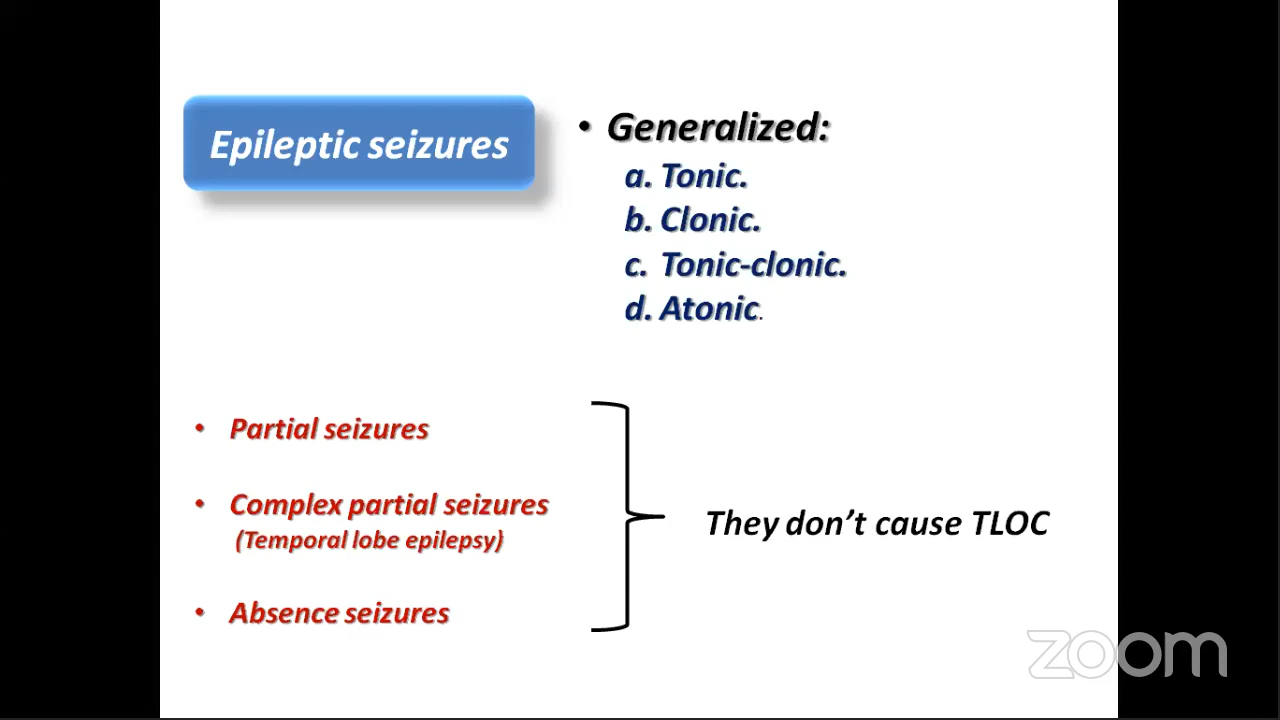 Epileptic seizures
• Generalized:
a. Tonic.
b. Clonic.
c. Tonic-clonic.
d. Atonic.
• Partial seizures
• Complex partial seizures
(Temporal lobe epilepsy)
• Absence seizures
They don’t cause TLOC
zoom